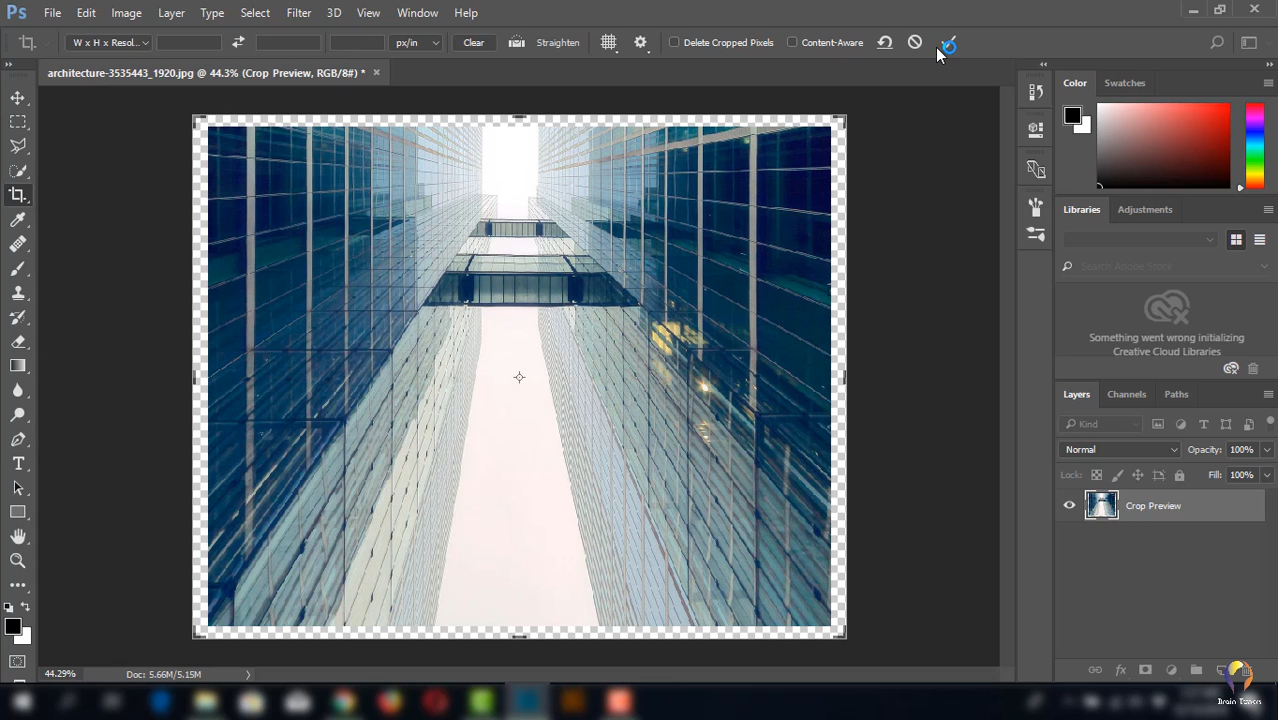 Ps File Edit Image Layer Type Select Filter 3D View Window Help
W x H x Resol... px/in Clear Straighten Delete Cropped Pixels Content-Aware
architecture-3535443_1920.jpg @ 44.3% (Crop Preview, RGB/8#) *
Color Swatches
Libraries Adjustments
Search Adobe Stock
Something went wrong initializing
Creative Cloud Libraries
Layers Channels Paths
Kind
Normal Opacity: 100%
Lock: Fill: 100%
Crop Preview
44.29% Doc: 5.66M/5.15M